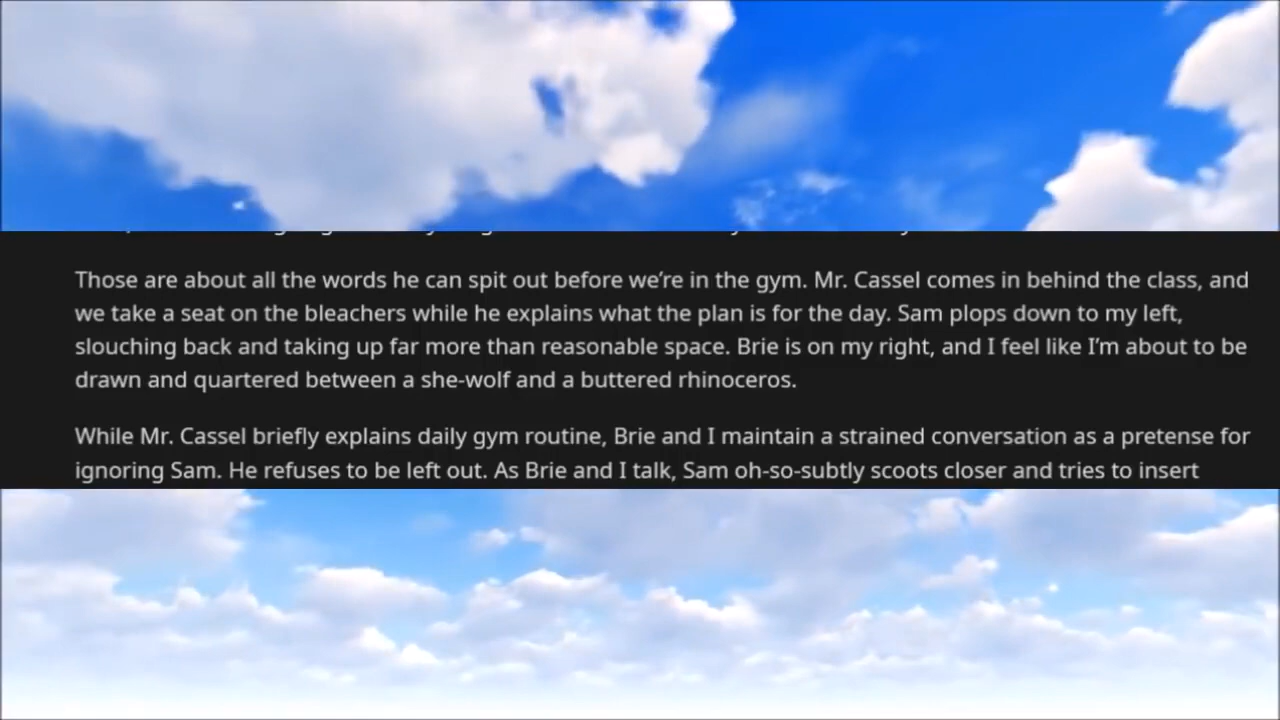 Those are about all the words he can spit out before we’re in the gym. Mr. Cassel comes in behind the class, and
we take a seat on the bleachers while he explains what the plan is for the day. Sam plops down to my left,
slouching back and taking up far more than reasonable space. Brie is on my right, and I feel like I’m about to be
drawn and quartered between a she-wolf and a buttered rhinoceros.
While Mr. Cassel briefly explains daily gym routine, Brie and I maintain a strained conversation as a pretense for
ignoring Sam. He refuses to be left out. As Brie and I talk, Sam oh-so-subtly scoots closer and tries to insert